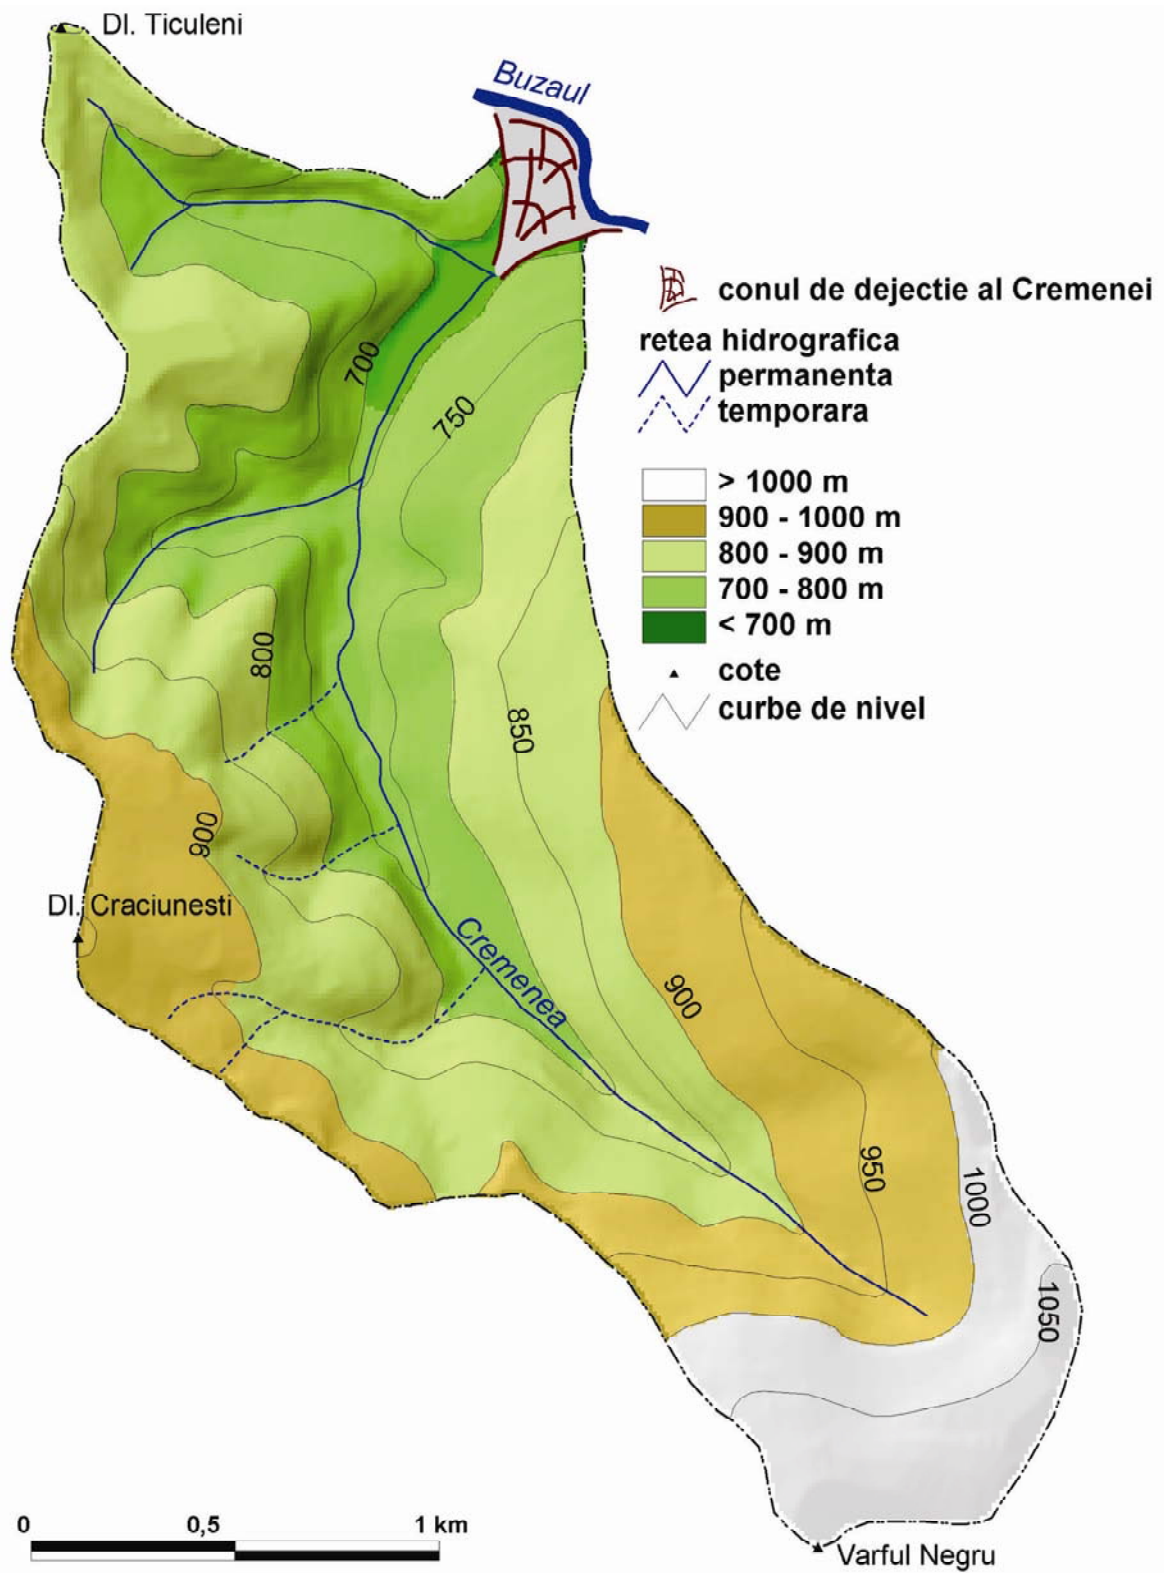 Dl. Ticuleni
Buzaul
conul de dejectie al Cremenei
retea hidrografica
permanenta
temporara
700
750
> 1000 m
900 - 1000 m
800 - 900 m
700 - 800 m
< 700 m
cote
curbe de nivel
800
850
900
Dl. Craciunesti
Cremenea
900
950
1000
1050
0 0,5 1 km
Varful Negru